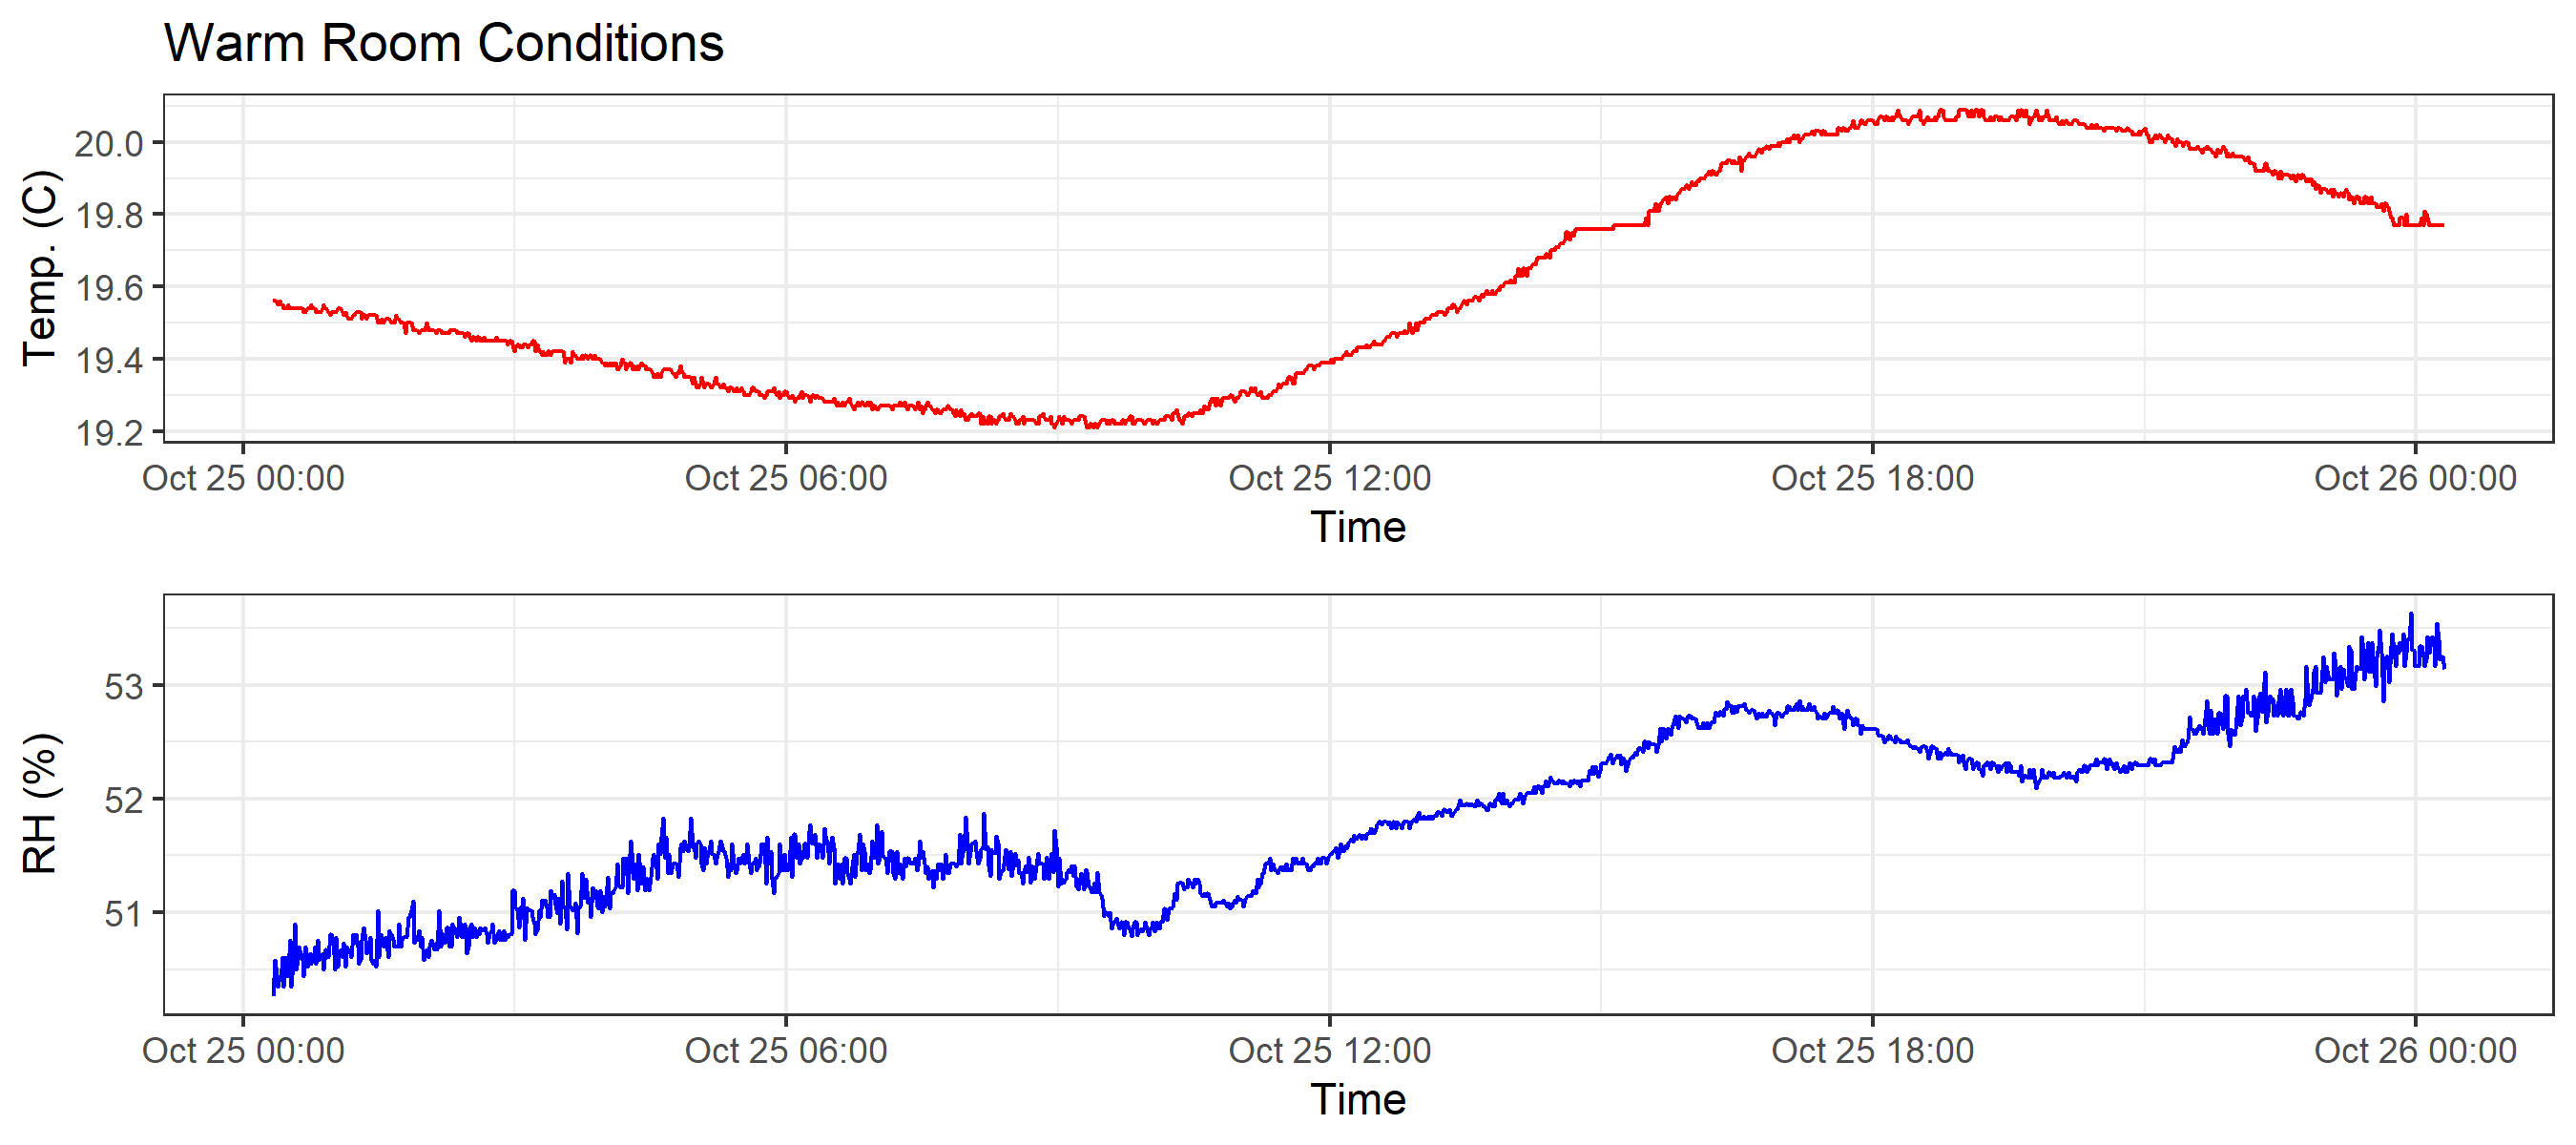 Warm Room Conditions
Temp. (C)
20.0
19.8
19.6
19.4
19.2
Oct 25 00:00 Oct 25 06:00 Oct 25 12:00 Oct 25 18:00 Oct 26 00:00
Time
RH (%)
53
52
51
Oct 25 00:00 Oct 25 06:00 Oct 25 12:00 Oct 25 18:00 Oct 26 00:00
Time